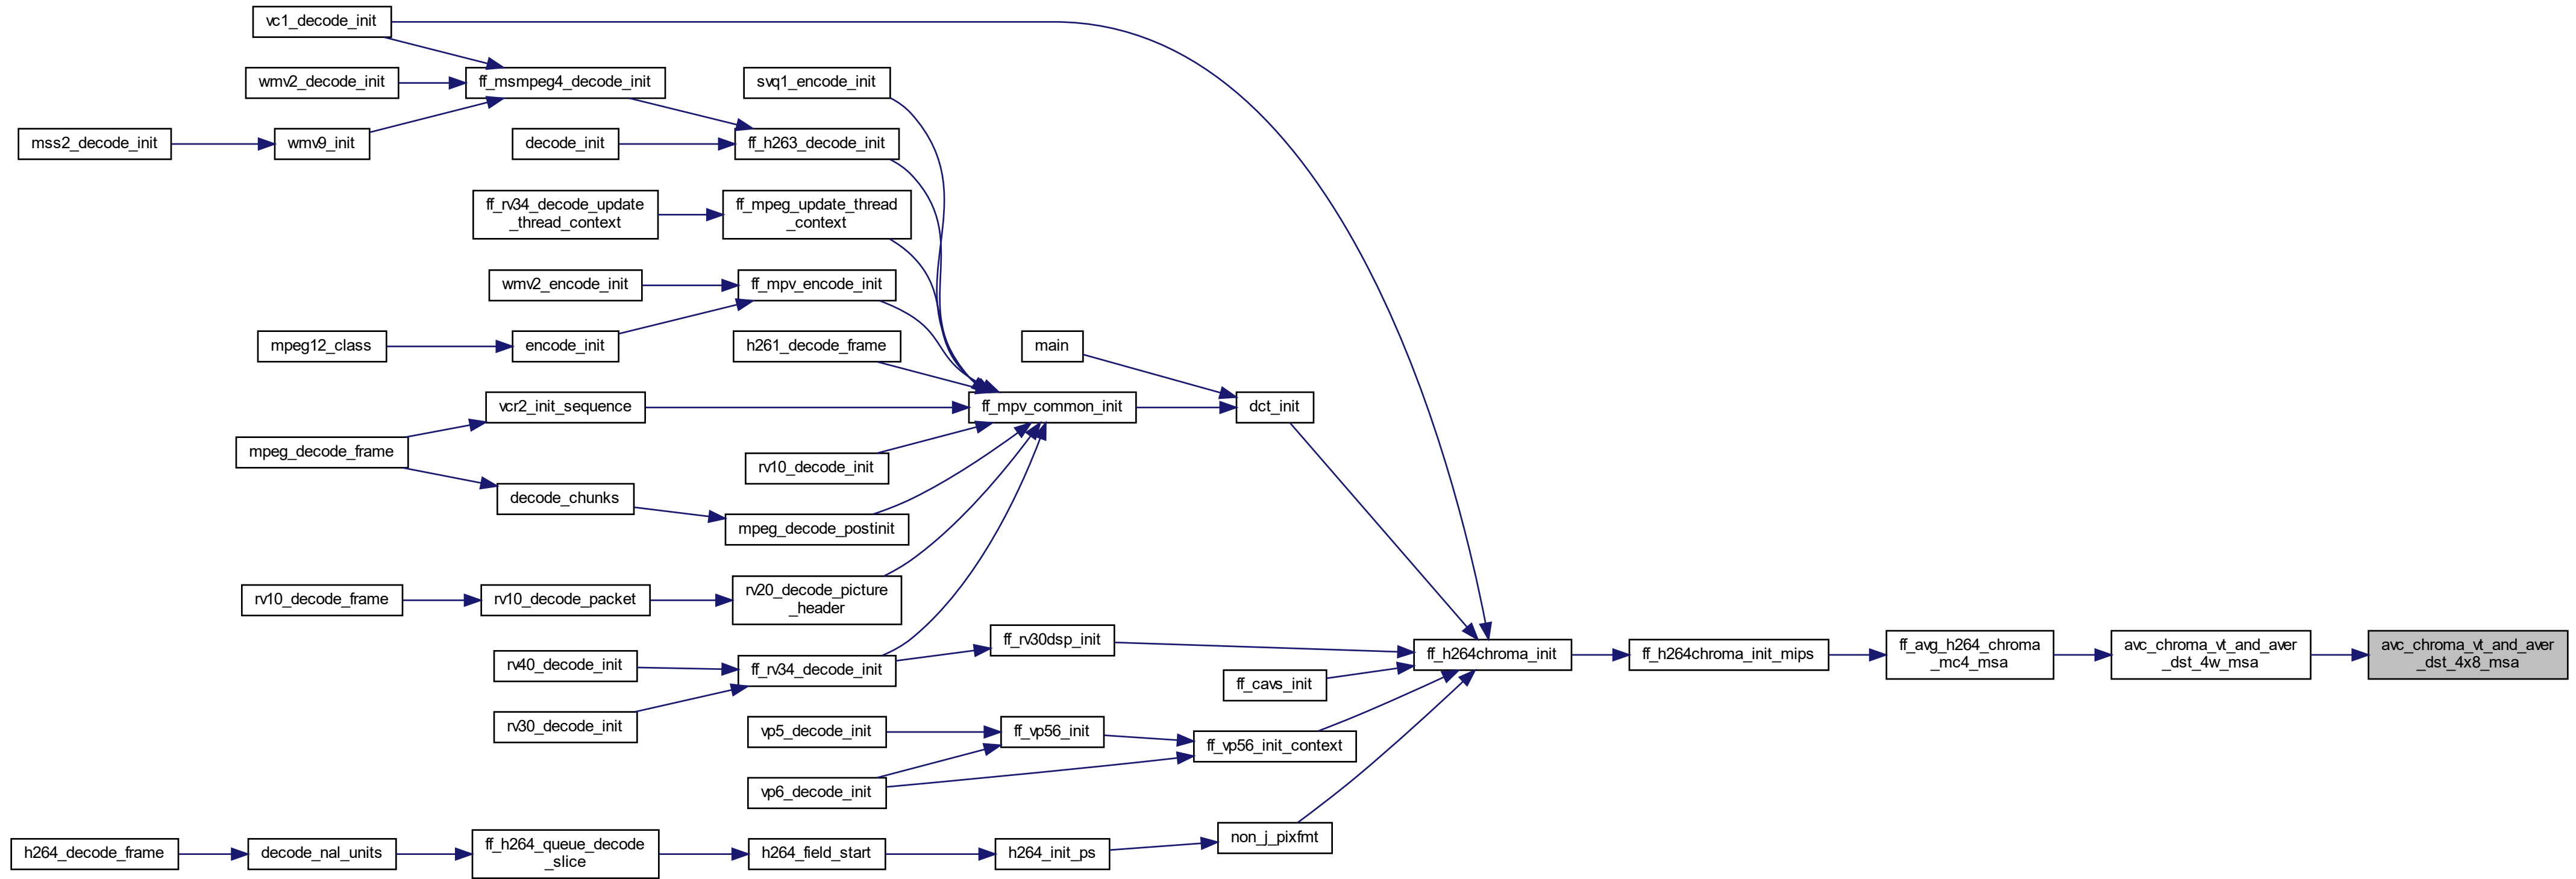 vc1_decode_init
wmv2_decode_init
ff_msmpeg4_decode_init
svq1_encode_init
mss2_decode_init
wmv9_init
decode_init
ff_h263_decode_init
ff_rv34_decode_update
_thread_context
ff_mpeg_update_thread
_context
wmv2_encode_init
ff_mpv_encode_init
mpeg12_class
encode_init
h261_decode_frame
main
vcr2_init_sequence
ff_mpv_common_init
dct_init
mpeg_decode_frame
rv10_decode_init
decode_chunks
mpeg_decode_postinit
rv10_decode_frame
rv10_decode_packet
rv20_decode_picture
_header
ff_rv30dsp_init
rv40_decode_init
ff_rv34_decode_init
ff_h264chroma_init
ff_h264chroma_init_mips
ff_avg_h264_chroma
_mc4_msa
avc_chroma_vt_and_aver
_dst_4w_msa
avc_chroma_vt_and_aver
_dst_4x8_msa
ff_cavs_init
rv30_decode_init
vp5_decode_init
ff_vp56_init
ff_vp56_init_context
vp6_decode_init
non_j_pixfmt
h264_decode_frame
decode_nal_units
ff_h264_queue_decode
_slice
h264_field_start
h264_init_ps